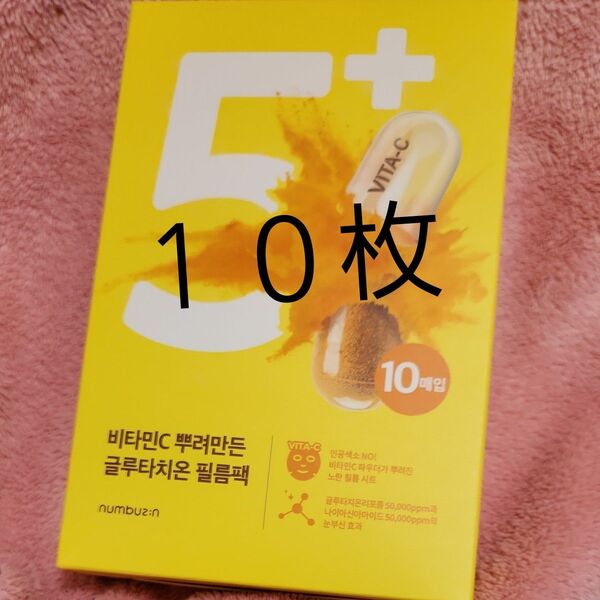 5+
VITA-C
１０枚
10매입
비타민C 뿌려만든
글루타치온 필름팩
numbuz:n
VITA-C
인공색소 NO!
비타민C 파우더가 뿌려진
노란 필름 시트
글루타치온리포좀 50,000ppm과
나이아신아마이드 50,000ppm의
눈부신 효과